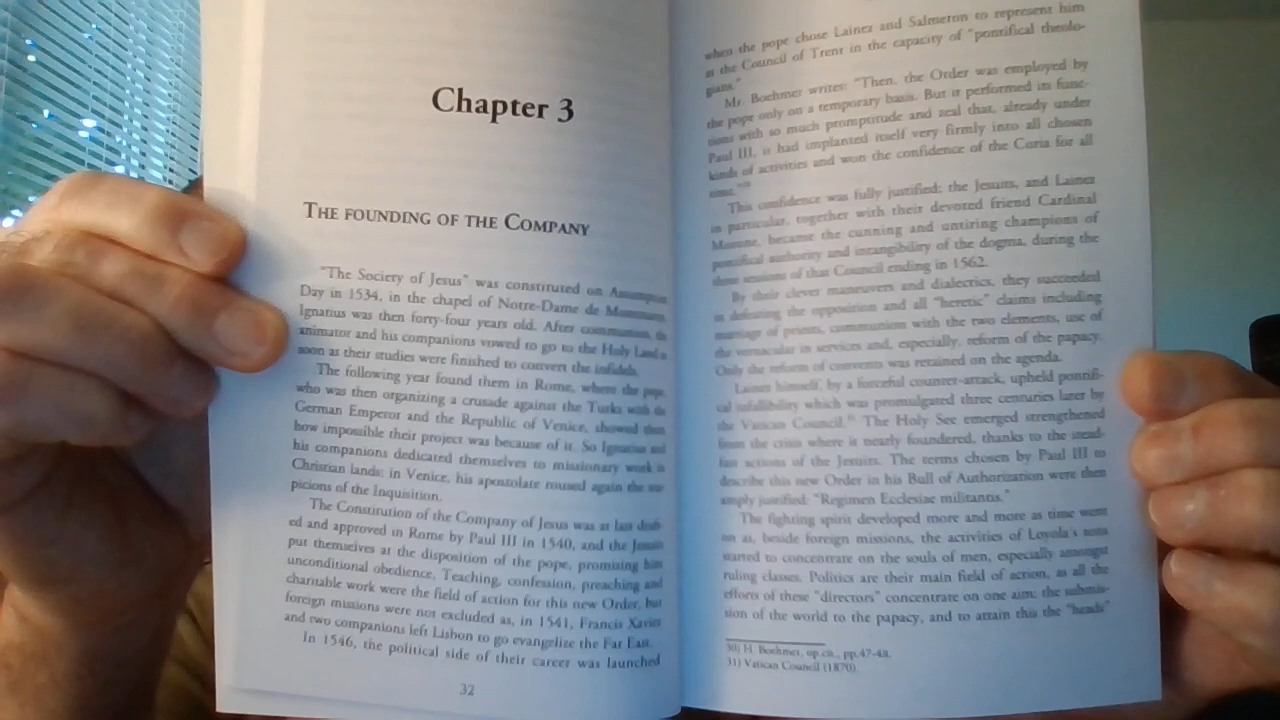 Chapter 3
THE FOUNDING OF THE COMPANY
"The Society of Jesus" was constituted on Assumption
Day in 1534, in the chapel of Notre-Dame de Montmartre.
Ignatius was then forty-four years old. After communion, the
animator and his companions vowed to go to the Holy Land as
soon as their studies were finished to convert the infidels.
The following year found them in Rome, where the pope,
who was then organizing a crusade against the Turks with the
German Emperor and the Republic of Venice, showed them
how impossible their project was because of it. So Ignatius and
his companions dedicated themselves to missionary work in
Christian lands; in Venice, his apostolate roused again the sus-
picions of the Inquisition.
The Constitution of the Company of Jesus was at last draft-
ed and approved in Rome by Paul III in 1540, and the Jesuits
put themselves at the disposition of the pope, promising him
unconditional obedience. Teaching, confession, preaching and
charitable work were the field of action for this new Order, but
foreign missions were not excluded as, in 1541, Francis Xavier
and two companions left Lisbon to go evangelize the Far East.
In 1546, the political side of their career was launched
32
when the pope chose Lainez and Salmeron to represent him
at the Council of Trent in the capacity of "pontifical theolo-
gians."
Mr. Boehmer writes: "Then, the Order was employed by
the pope only on a temporary basis. But it performed its func-
tions with so much promptitude and zeal that, already under
Paul III, it had implanted itself very firmly into all chosen
kinds of activities and won the confidence of the Curia for all
time."30
This confidence was fully justified; the Jesuits, and Lainez
in particular, together with their devoted friend Cardinal
Morone, became the cunning and untiring champions of
pontifical authority and intangibility of the dogma, during the
three sessions of that Council ending in 1562.
By their clever maneuvers and dialectics, they succeeded
in defeating the opposition and all "heretic" claims including
marriage of priests, communion with the two elements, use of
the vernacular in services and, especially, reform of the papacy.
Only the reform of convents was retained on the agenda.
Lainez himself, by a forceful counter-attack, upheld pontifi-
cal infallibility which was promulgated three centuries later by
the Vatican Council.31 The Holy See emerged strengthened
from the crisis where it nearly foundered, thanks to the stead-
fast actions of the Jesuits. The terms chosen by Paul III to
describe this new Order in his Bull of Authorization were then
amply justified: "Regimen Ecclesiae militantis."
The fighting spirit developed more and more as time went
on as, beside foreign missions, the activities of Loyola's sons
started to concentrate on the souls of men, especially amongst
ruling classes. Politics are their main field of action, as all the
efforts of these "directors" concentrate on one aim: the submis-
sion of the world to the papacy, and to attain this the "heads"
30) H. Boehmer, op.cit., pp.47-48.
31) Vatican Council (1870).